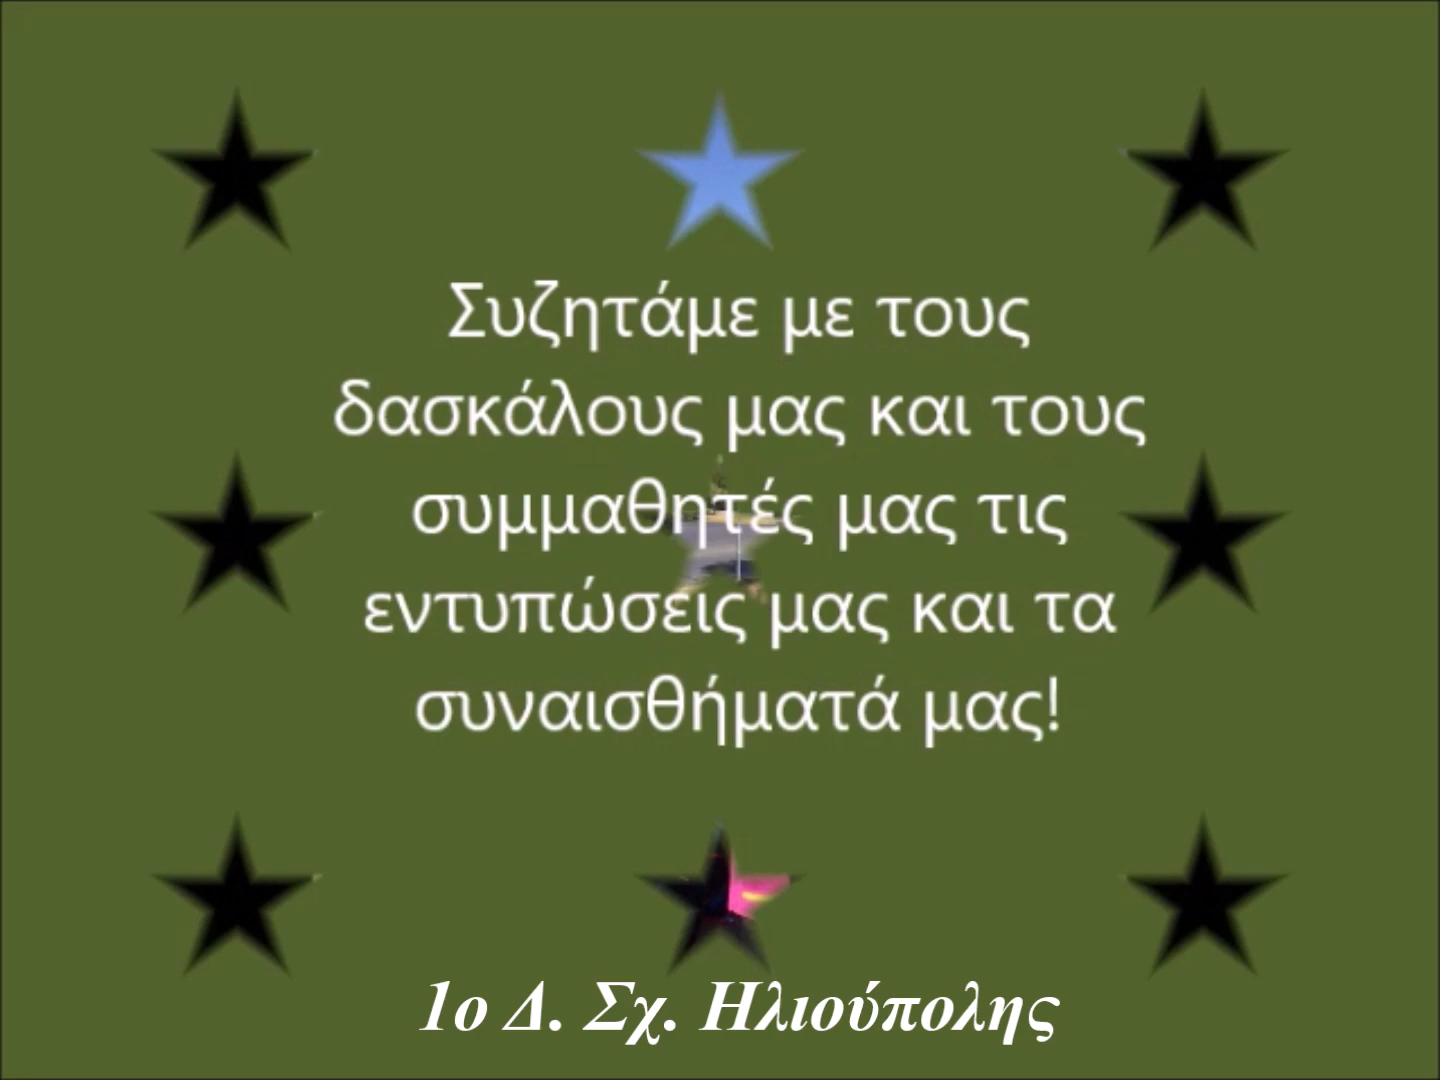 Συζητάμε με τους
δασκάλους μας και τους
συμμαθητές μας τις
εντυπώσεις μας και τα
συναισθήματά μας!
1ο Δ. Σχ. Ηλιούπολης